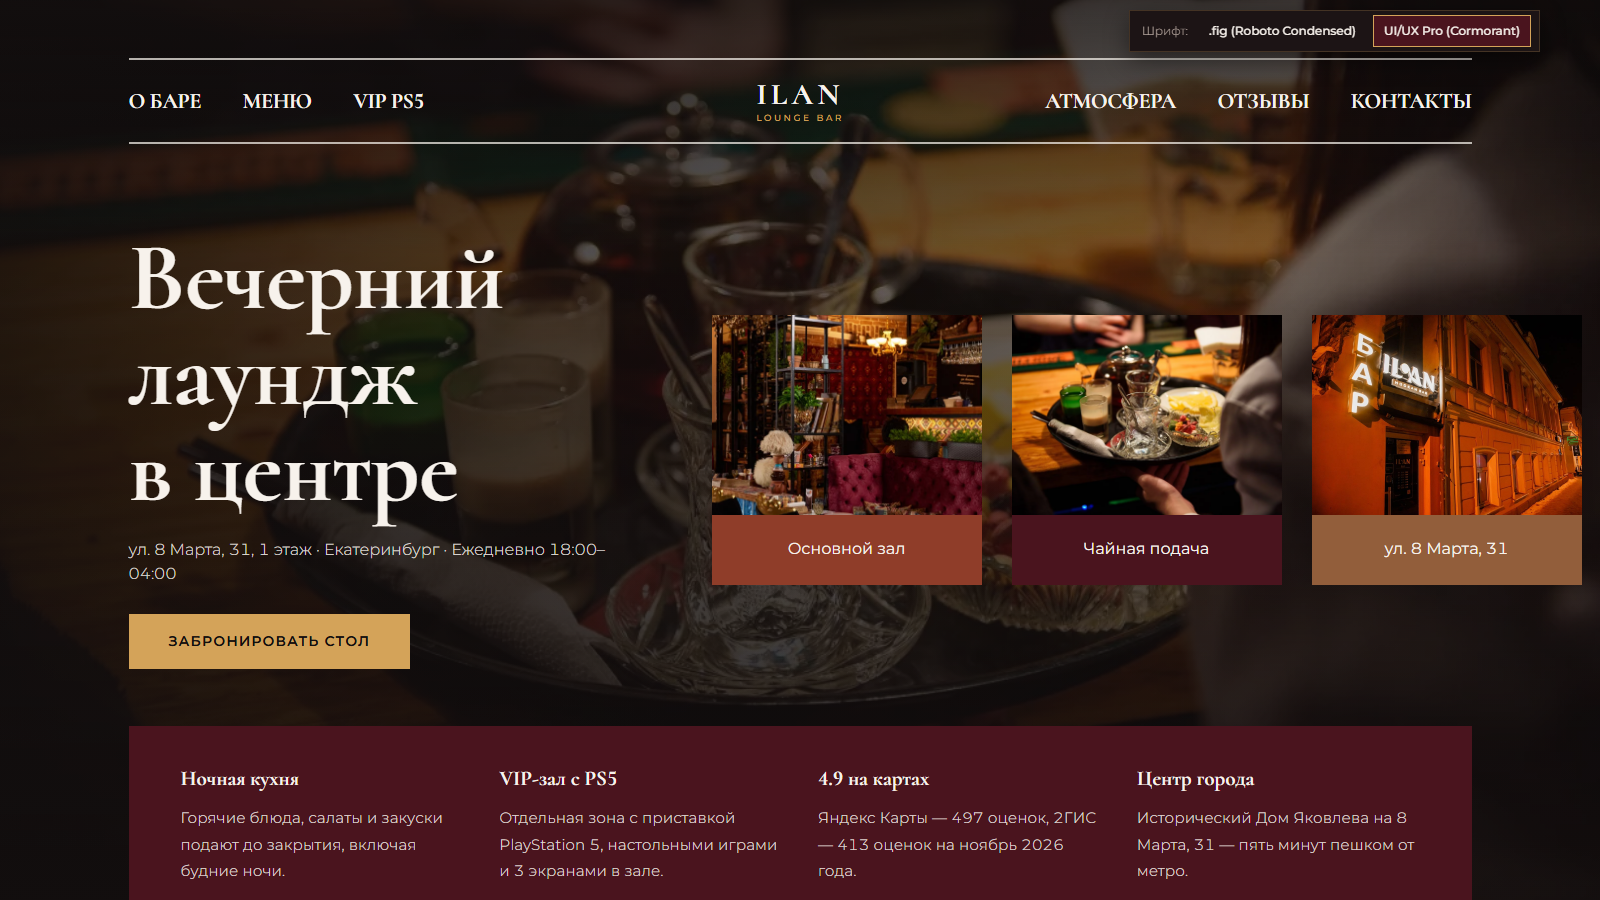 Шрифт: .fig (Roboto Condensed) UI/UX Pro (Cormorant)
О БАРЕ МЕНЮ VIP PS5
ILAN
LOUNGE BAR
АТМОСФЕРА ОТЗЫВЫ КОНТАКТЫ
Вечерний
лаундж
в центре
ул. 8 Марта, 31, 1 этаж · Екатеринбург · Ежедневно 18:00–
04:00
ЗАБРОНИРОВАТЬ СТОЛ
Основной зал
Чайная подача
БАР
ILAN
ул. 8 Марта, 31
Ночная кухня
Горячие блюда, салаты и закуски
подают до закрытия, включая
будние ночи.
VIP-зал с PS5
Отдельная зона с приставкой
PlayStation 5, настольными играми
и 3 экранами в зале.
4.9 на картах
Яндекс Карты — 497 оценок, 2ГИС
— 413 оценок на ноябрь 2026
года.
Центр города
Исторический Дом Яковлева на 8
Марта, 31 — пять минут пешком от
метро.